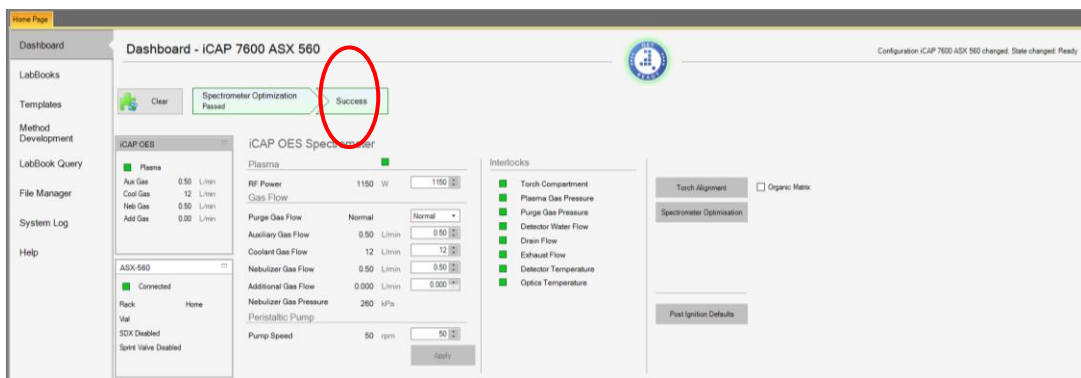 Home Page
Dashboard
LabBooks
Templates
Method
Development
LabBook Query
File Manager
System Log
Help
Dashboard - iCAP 7600 ASX 560
GET
READY
Configuration iCAP 7600 ASX 560 changed. State changed: Ready
Clear
Spectrometer Optimization
Passed
Success
iCAP OES
Plasma
Aux Gas 0.50 L/min
Cool Gas 12 L/min
Neb Gas 0.50 L/min
Add Gas 0.00 L/min
ASX-560
Connected
Rack Home
Vial
SDX Disabled
Sprint Valve Disabled
iCAP OES Spectrometer
Plasma
RF Power 1150 W 1150
Gas Flow
Purge Gas Flow Normal Normal
Auxiliary Gas Flow 0.50 L/min 0.50
Coolant Gas Flow 12 L/min 12
Nebulizer Gas Flow 0.50 L/min 0.50
Additional Gas Flow 0.000 L/min 0.000
Nebulizer Gas Pressure 260 kPa
Peristaltic Pump
Pump Speed 50 rpm 50
Apply
Interlocks
Torch Compartment
Plasma Gas Pressure
Purge Gas Pressure
Detector Water Flow
Drain Flow
Exhaust Flow
Detector Temperature
Optics Temperature
Torch Alignment Organic Matrix
Spectrometer Optimisation
Post Ignition Defaults